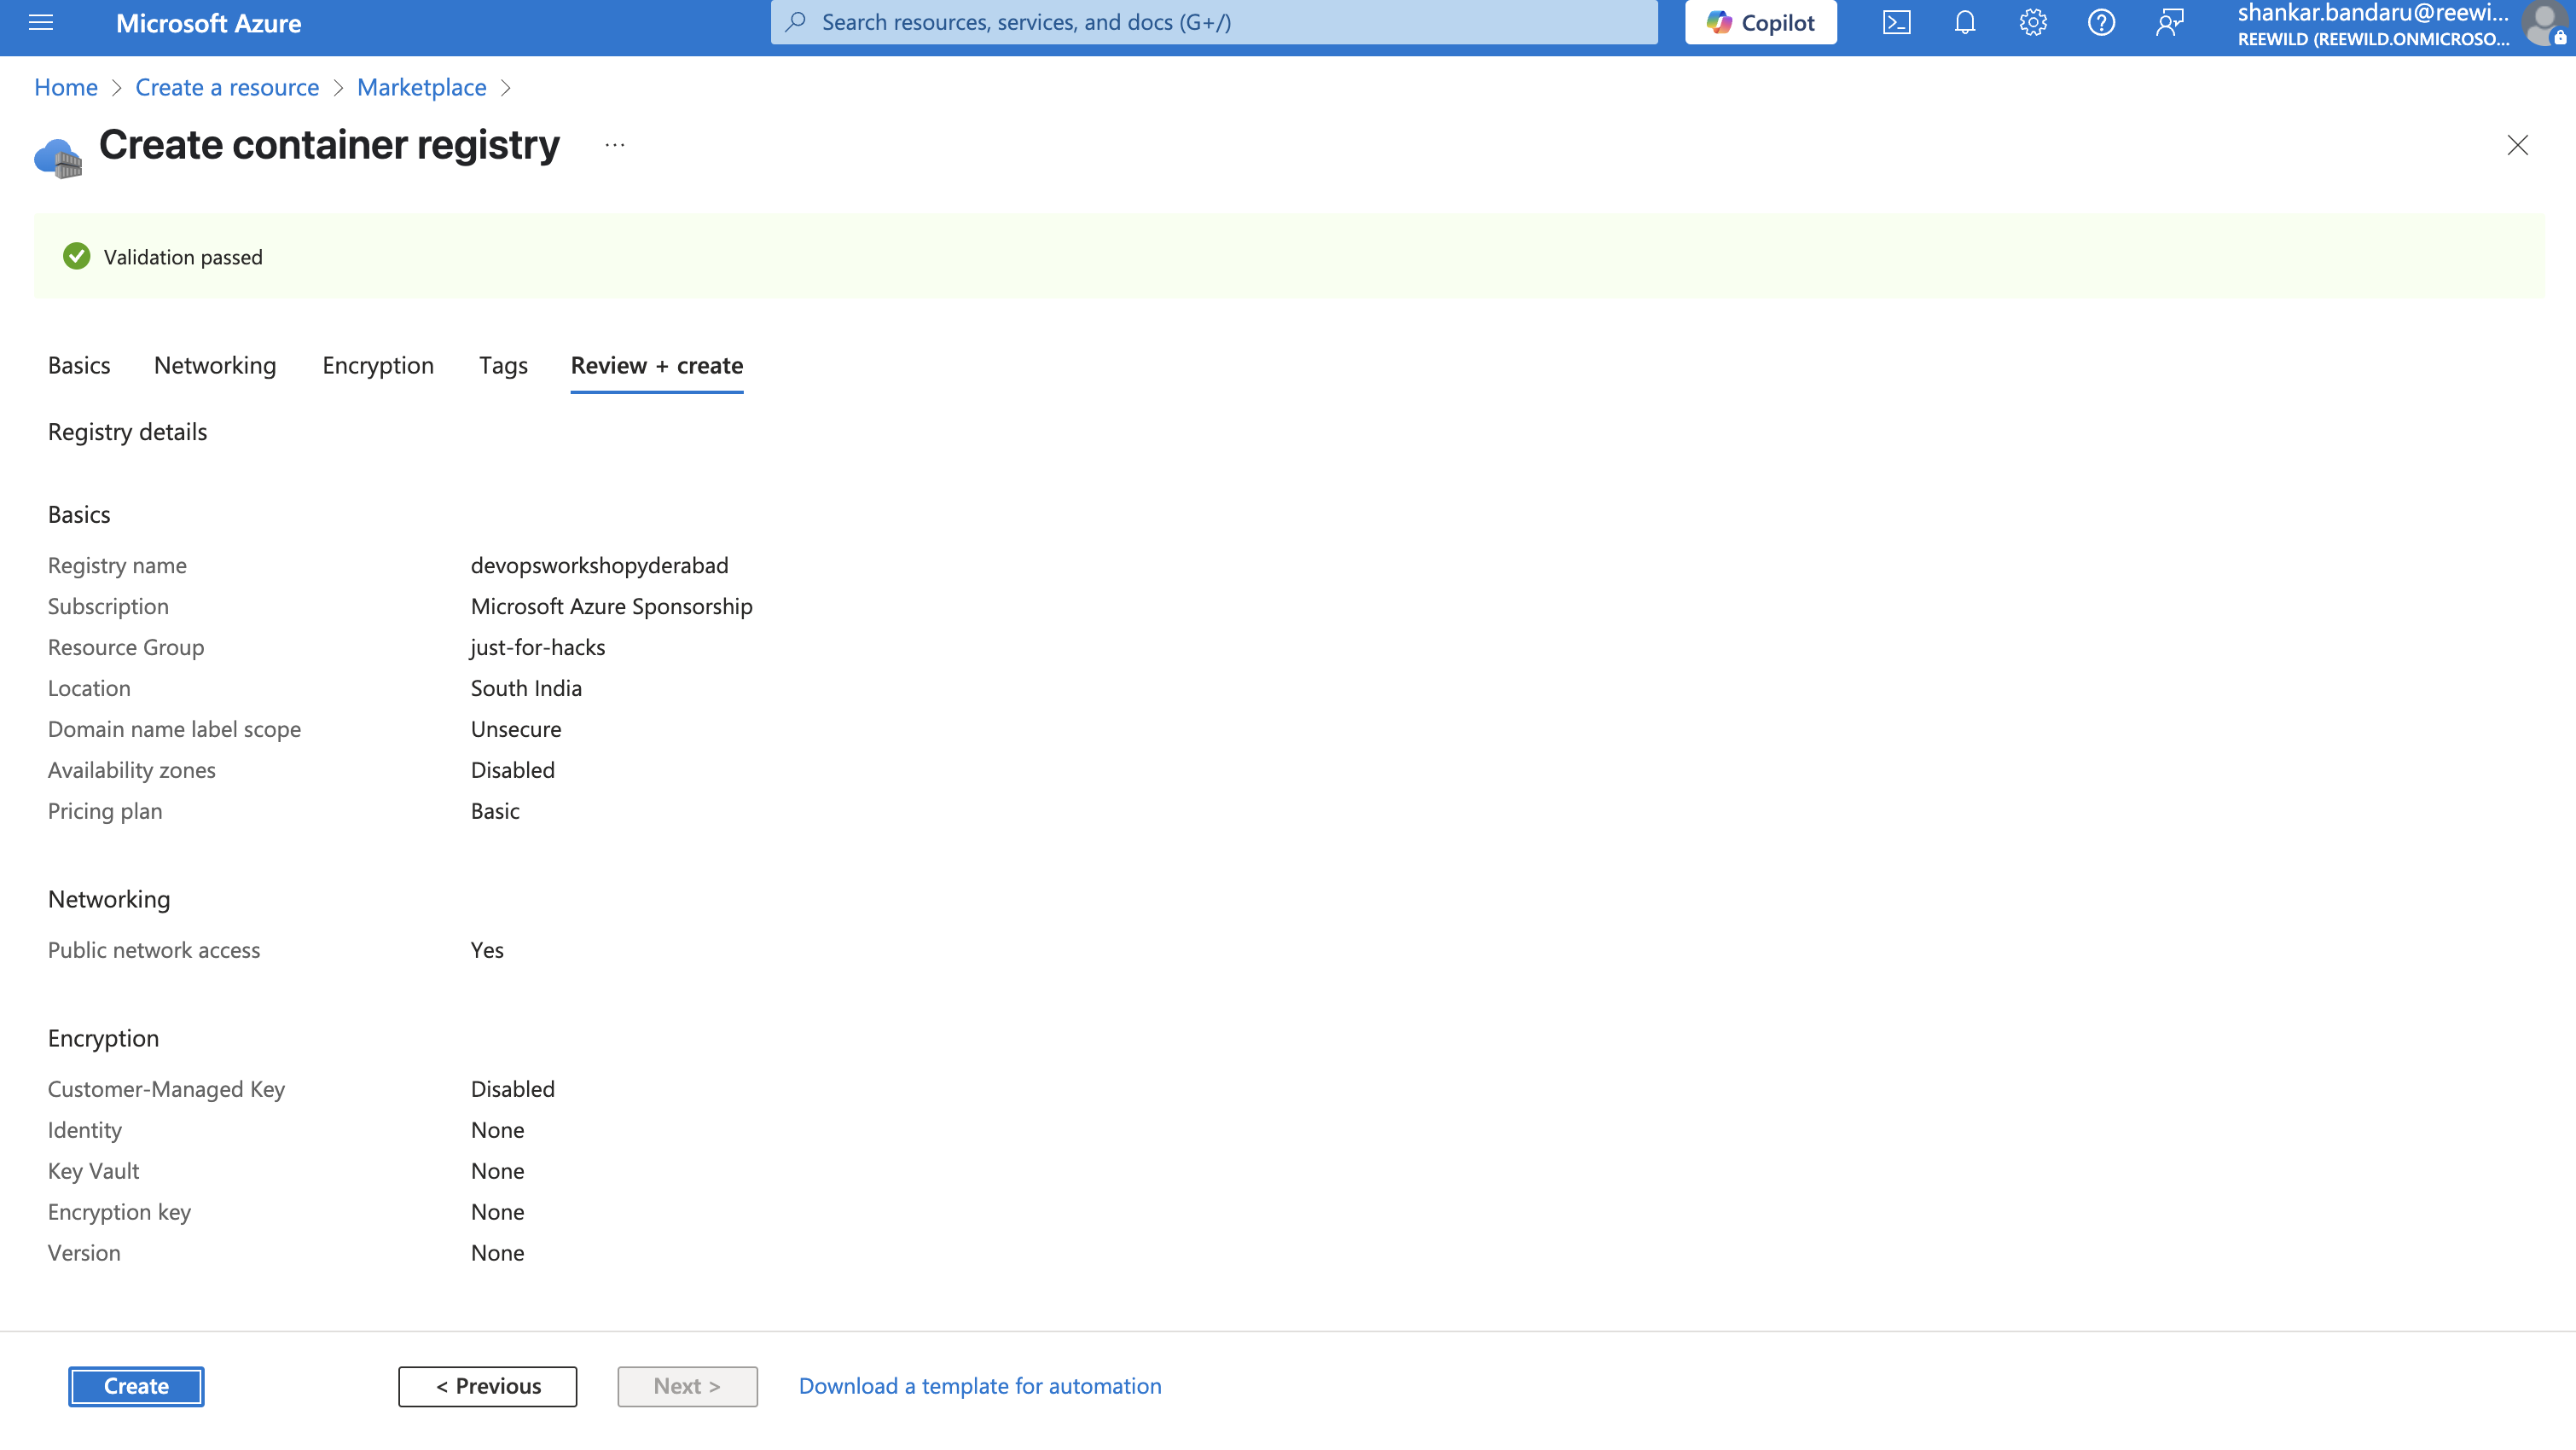 Microsoft Azure
Search resources, services, and docs (G+/)
Copilot
shankar.bandaru@reewi...
REEWILD (REEWILD.ONMICROSO...
Home > Create a resource > Marketplace >
Create container registry ...
Validation passed
Basics Networking Encryption Tags Review + create
Registry details
Basics
Registry name devopsworkshopyderabad
Subscription Microsoft Azure Sponsorship
Resource Group just-for-hacks
Location South India
Domain name label scope Unsecure
Availability zones Disabled
Pricing plan Basic
Networking
Public network access Yes
Encryption
Customer-Managed Key Disabled
Identity None
Key Vault None
Encryption key None
Version None
Create < Previous Next > Download a template for automation